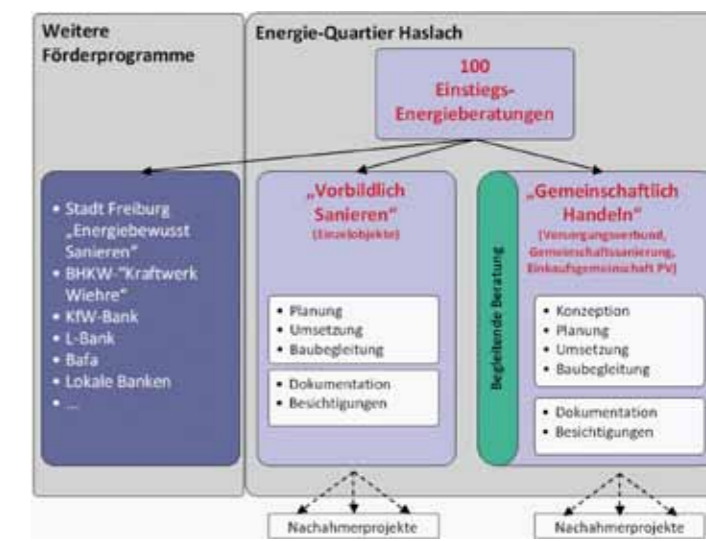 Weitere
Förderprogramme
Energie-Quartier Haslach
100
Einstiegs-
Energieberatungen
• Stadt Freiburg
„Energiebewusst
Sanieren“
• BHKW-"Kraftwerk
Wiehre“
• KfW-Bank
• L-Bank
• Bafa
• Lokale Banken
• ...
„Vorbildlich
Sanieren“
(Einzelobjekte)
• Planung
• Umsetzung
• Baubegleitung
• Dokumentation
• Besichtigungen
Begleitende Beratung
„Gemeinschaftlich
Handeln“
(Versorgungsverbund,
Gemeinschaftssanierung,
Einkaufsgemeinschaft PV)
• Konzeption
• Planung
• Umsetzung
• Baubegleitung
• Dokumentation
• Besichtigungen
Nachahmerprojekte
Nachahmerprojekte